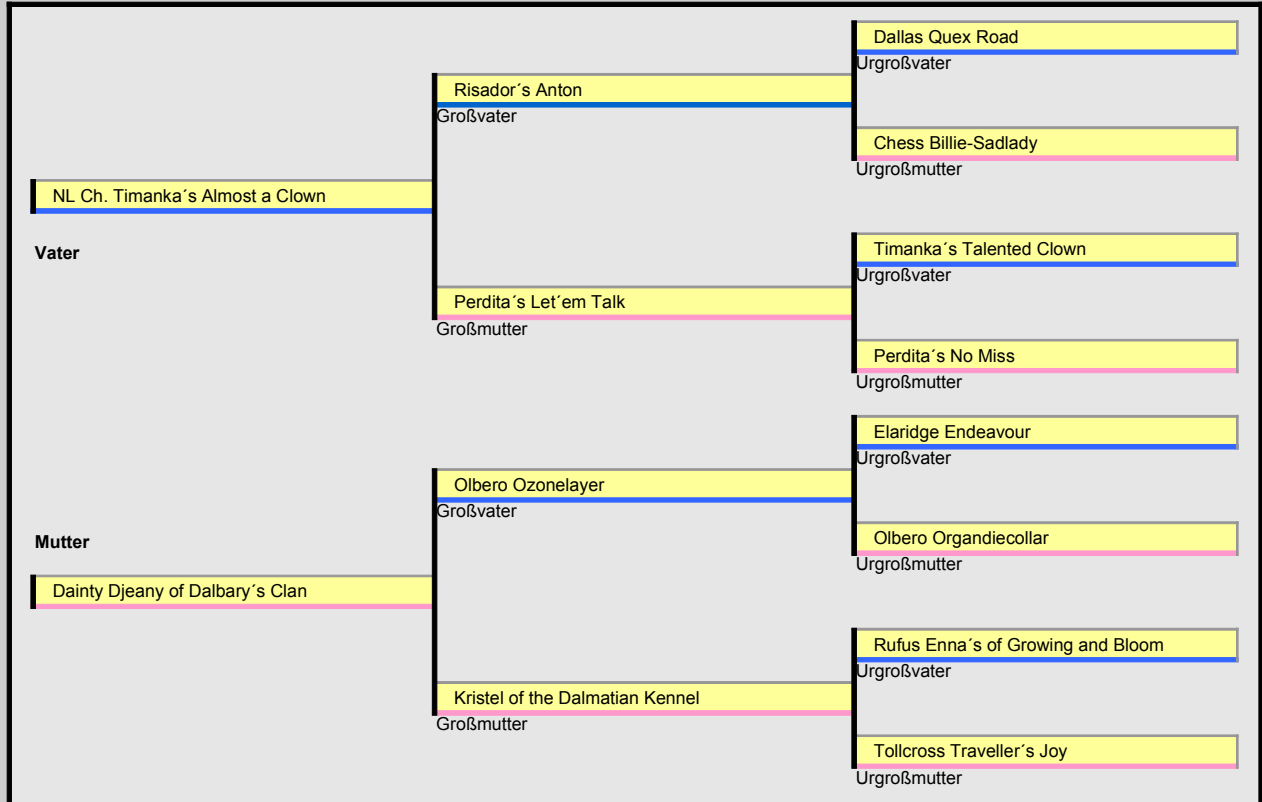 Dallas Quex Road
Urgroßvater
Risador´s Anton
Großvater
Chess Billie-Sadlady
Urgroßmutter
NL Ch. Timanka´s Almost a Clown
Vater
Timanka´s Talented Clown
Urgroßvater
Perdita´s Let´em Talk
Großmutter
Perdita´s No Miss
Urgroßmutter
Elaridge Endeavour
Urgroßvater
Olbero Ozonelayer
Großvater
Olbero Organdiecollar
Urgroßmutter
Mutter
Dainty Djeany of Dalbary´s Clan
Rufus Enna´s of Growing and Bloom
Urgroßvater
Kristel of the Dalmatian Kennel
Großmutter
Tollcross Traveller´s Joy
Urgroßmutter